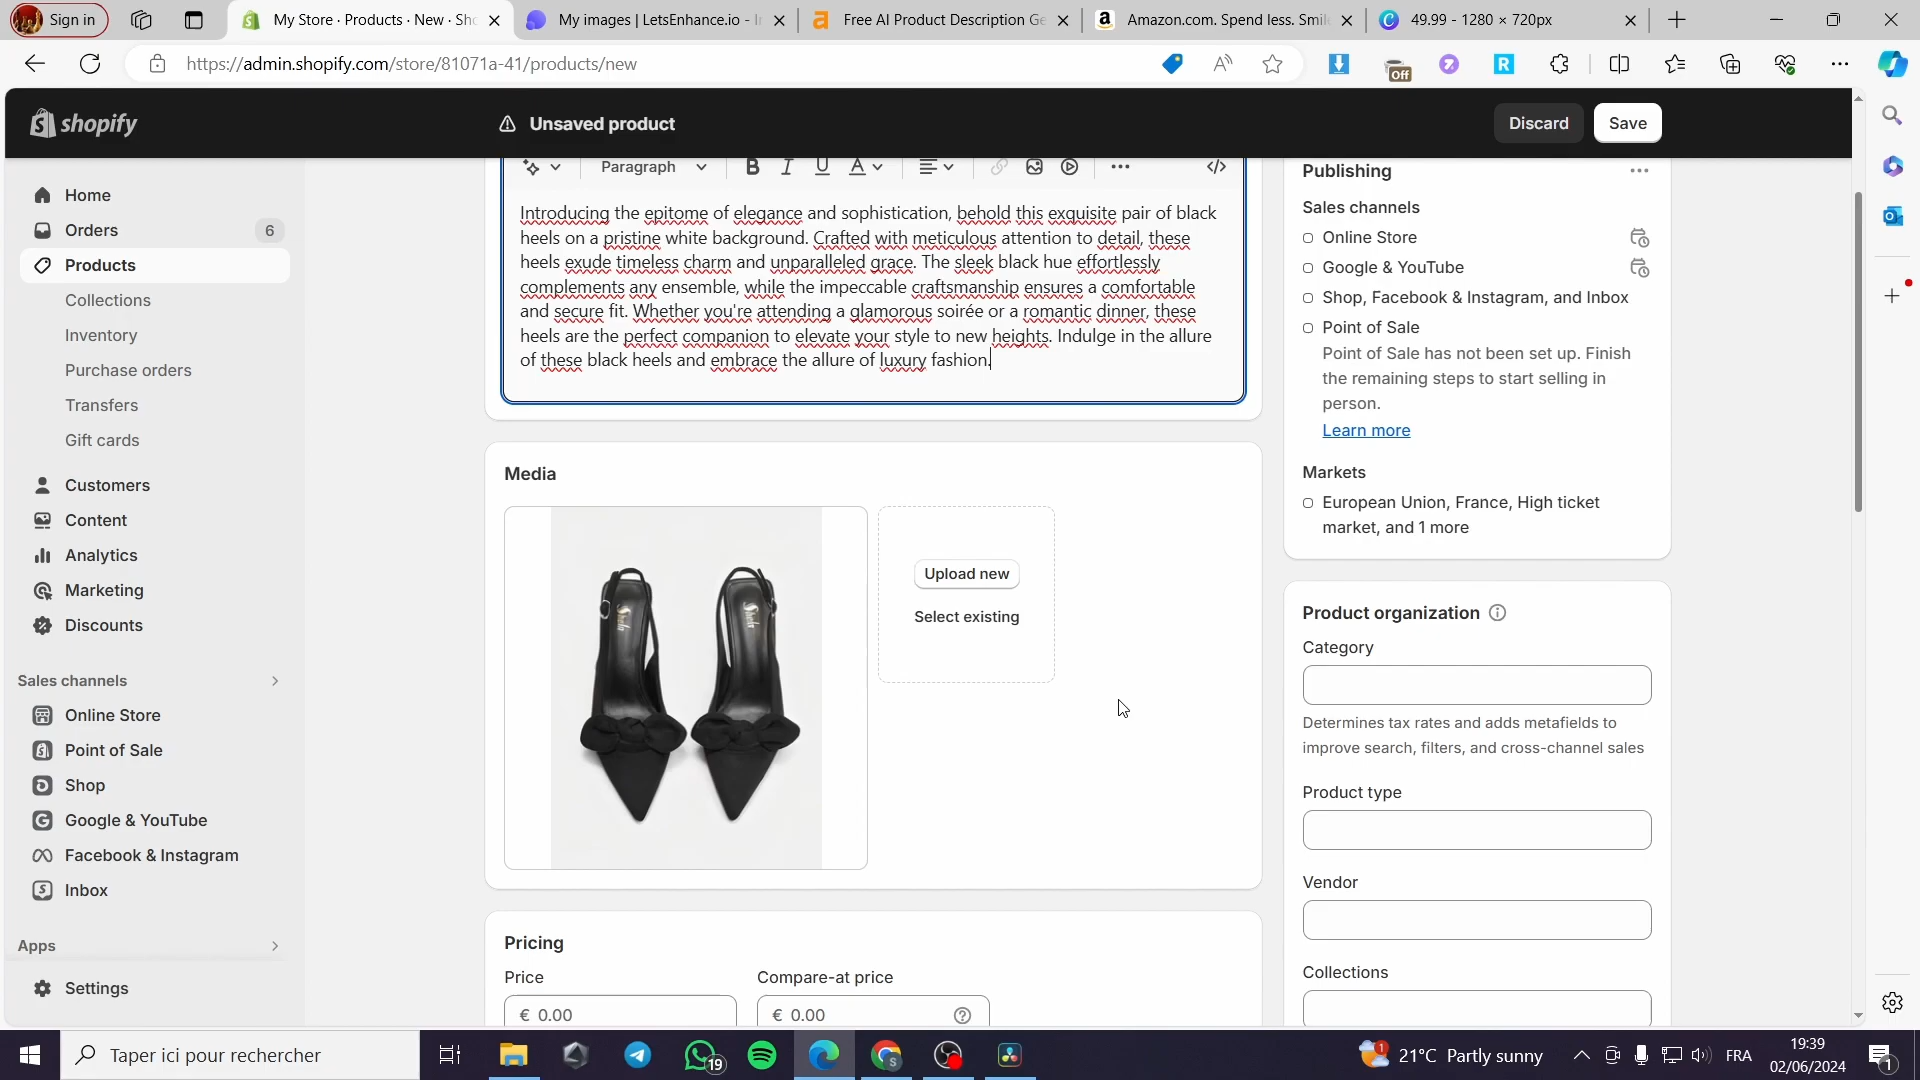 Sign in
My Store · Products · New · Sho
My images | LetsEnhance.io - I
Free AI Product Description Ge
Amazon.com. Spend less. Smil
49.99 - 1280 × 720px
https://admin.shopify.com/store/81071a-41/products/new
Off
shopify
Unsaved product
Discard
Save
Home
Orders
6
Products
Collections
Inventory
Purchase orders
Transfers
Gift cards
Customers
Content
Analytics
Marketing
Discounts
Sales channels
Online Store
Point of Sale
Shop
Google & YouTube
Facebook & Instagram
Inbox
Apps
Settings
Paragraph
B I U A
Introducing the epitome of elegance and sophistication, behold this exquisite pair of black
heels on a pristine white background. Crafted with meticulous attention to detail, these
heels exude timeless charm and unparalleled grace. The sleek black hue effortlessly
complements any ensemble, while the impeccable craftsmanship ensures a comfortable
and secure fit. Whether you're attending a glamorous soirée or a romantic dinner, these
heels are the perfect companion to elevate your style to new heights. Indulge in the allure
of these black heels and embrace the allure of luxury fashion.
Media
Upload new
Select existing
Pricing
Price
Compare-at price
€ 0.00
€ 0.00
Publishing
Sales channels
Online Store
Google & YouTube
Shop, Facebook & Instagram, and Inbox
Point of Sale
Point of Sale has not been set up. Finish
the remaining steps to start selling in
person.
Learn more
Markets
European Union, France, High ticket
market, and 1 more
Product organization
Category
Determines tax rates and adds metafields to
improve search, filters, and cross-channel sales
Product type
Vendor
Collections
Taper ici pour rechercher
19
21°C Partly sunny
FRA
19:39
02/06/2024
1